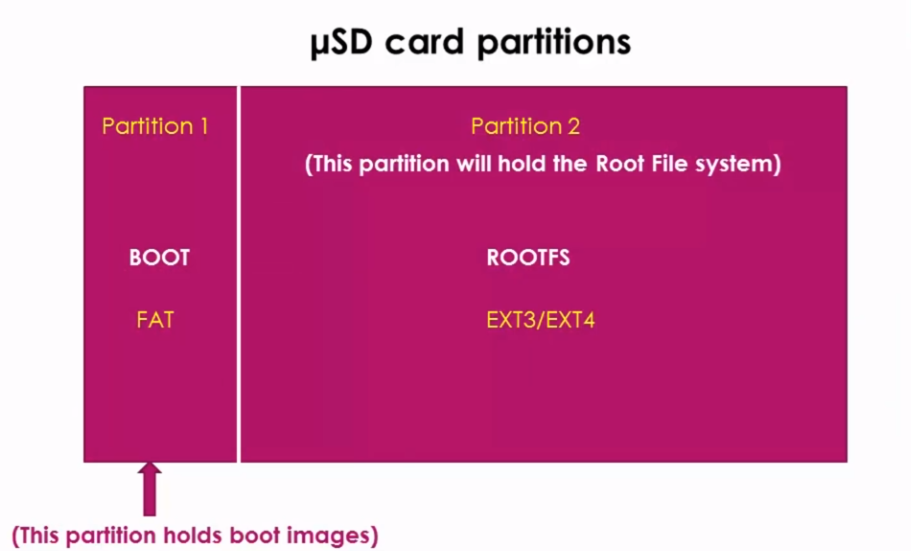 µSD card partitions
Partition 1
Partition 2
(This partition will hold the Root File system)
BOOT
ROOTFS
FAT
EXT3/EXT4
(This partition holds boot images)